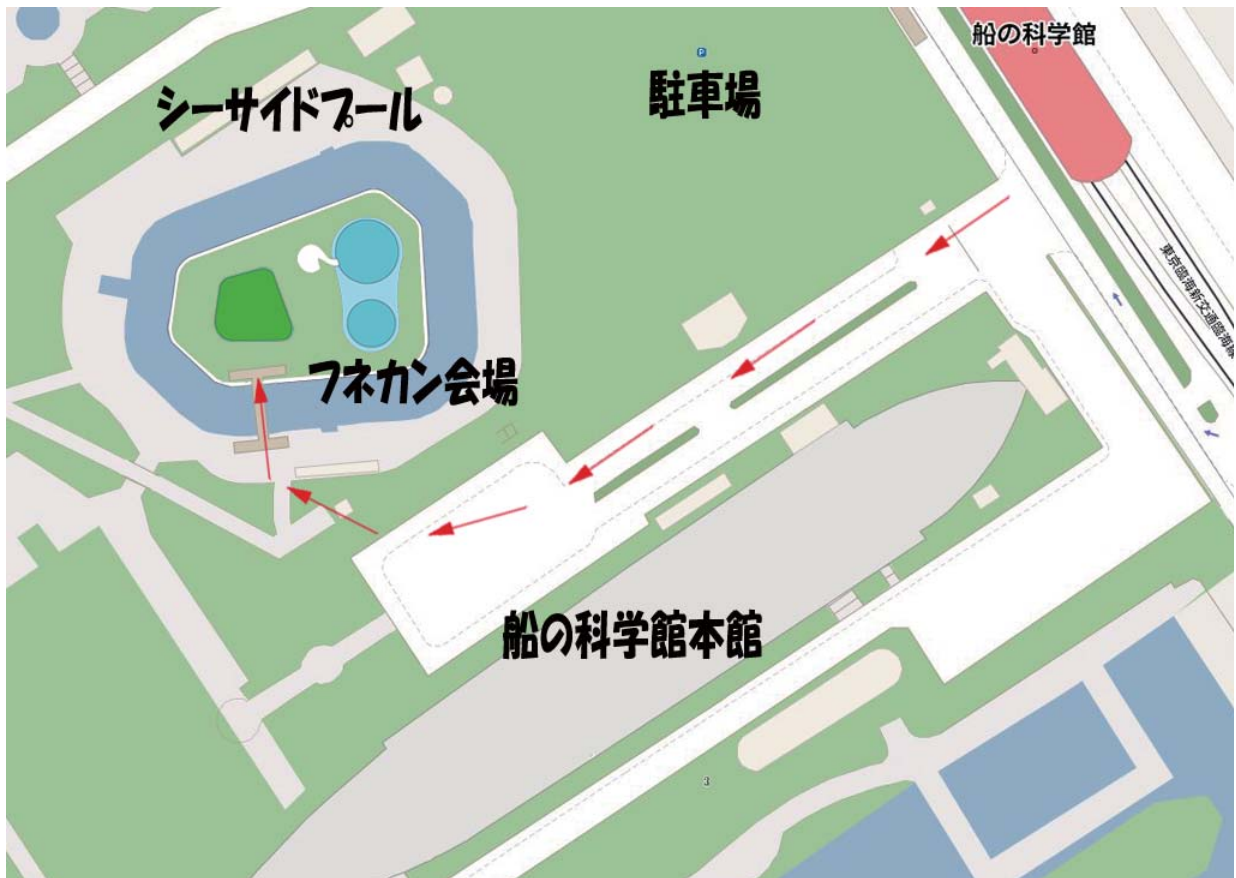 船の科学館
P
駐車場
シーサイドプール
東京臨海新交通臨海線
フネカン会場
船の科学館本館
3